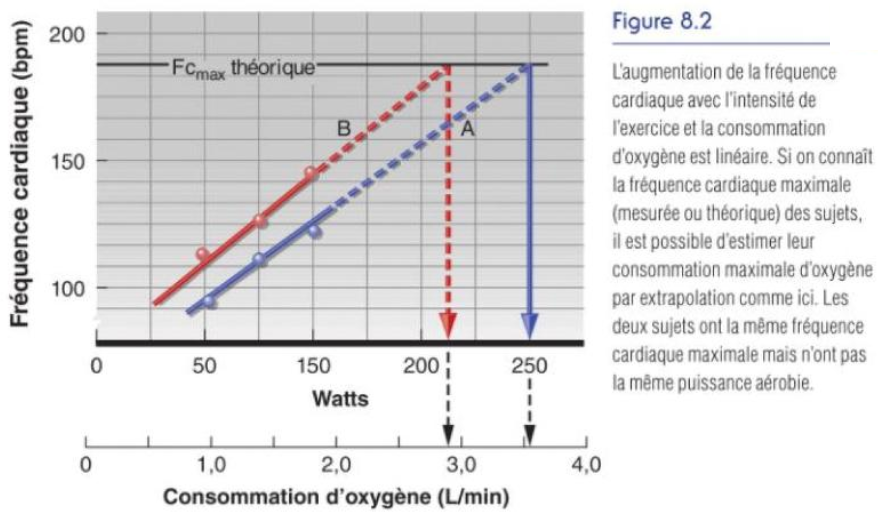 Fréquence cardiaque (bpm)
200
150
100
Fc max théorique
B
A
0 50 150 200 250
Watts
0 1,0 2,0 3,0 4,0
Consommation d'oxygène (L/min)
Figure 8.2
L'augmentation de la fréquence
cardiaque avec l'intensité de
l'exercice et la consommation
d'oxygène est linéaire. Si on connaît
la fréquence cardiaque maximale
(mesurée ou théorique) des sujets,
il est possible d'estimer leur
consommation maximale d'oxygène
par extrapolation comme ici. Les
deux sujets ont la même fréquence
cardiaque maximale mais n'ont pas
la même puissance aérobie.